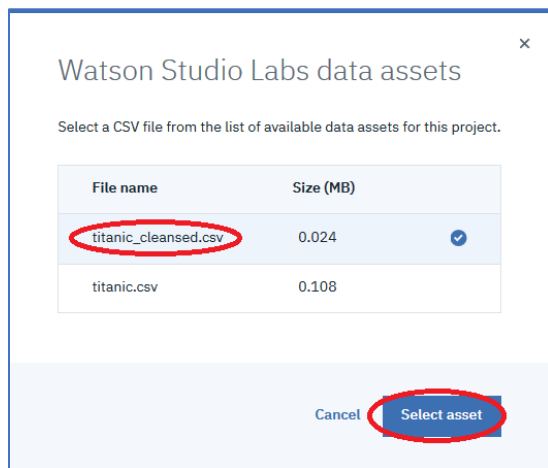 Watson Studio Labs data assets
Select a CSV file from the list of available data assets for this project.
File name Size (MB)
titanic_cleansed.csv 0.024
titanic.csv 0.108
Cancel Select asset